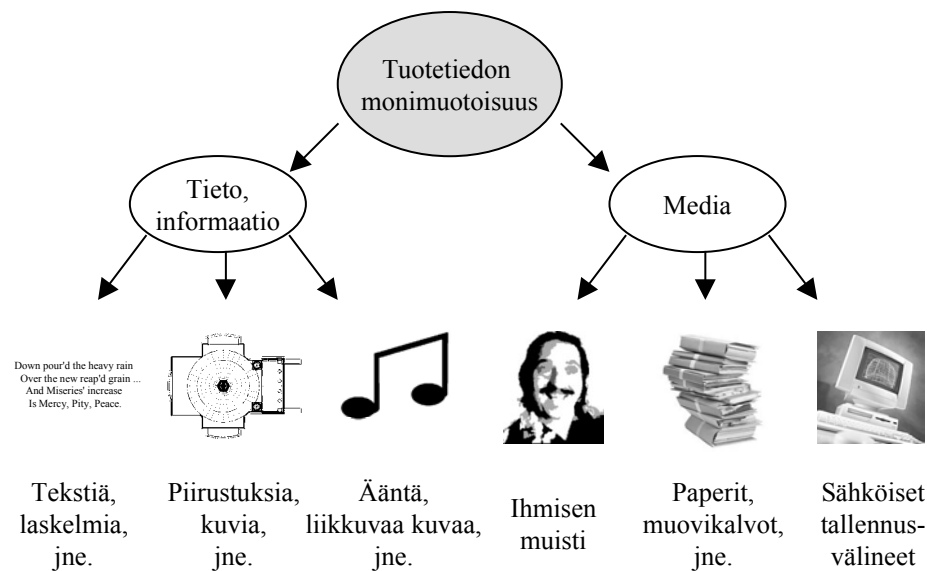 Tuotetiedon
monimuotoisuus
Tieto,
informaatio
Media
Down pour'd the heavy rain
Over the new reap'd grain ...
And Miseries' increase
Is Mercy, Pity, Peace.
Tekstiä,
laskelmia,
jne.
Piirustuksia,
kuvia,
jne.
Ääntä,
liikkuvaa kuvaa,
jne.
Ihmisen
muisti
Paperit,
muovikalvot,
jne.
Sähköiset
tallennus-
välineet